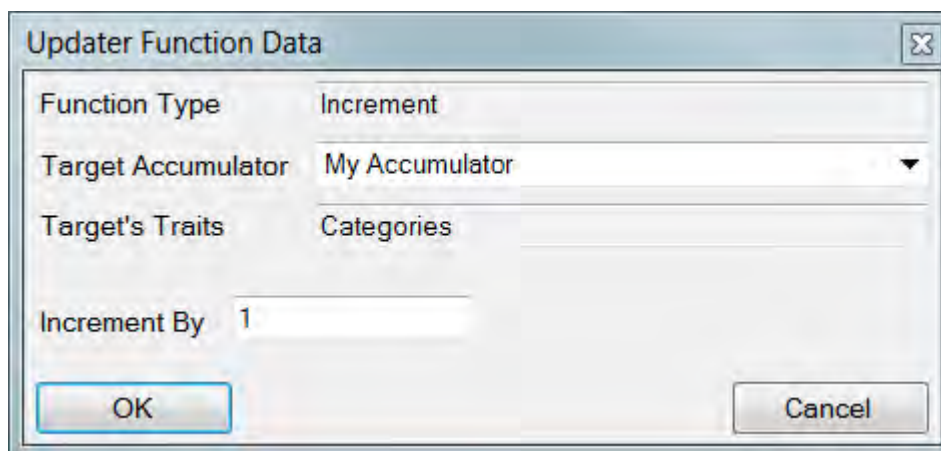 Updater Function Data
Function Type Increment
Target Accumulator My Accumulator
Target's Traits Categories
Increment By 1
OK Cancel